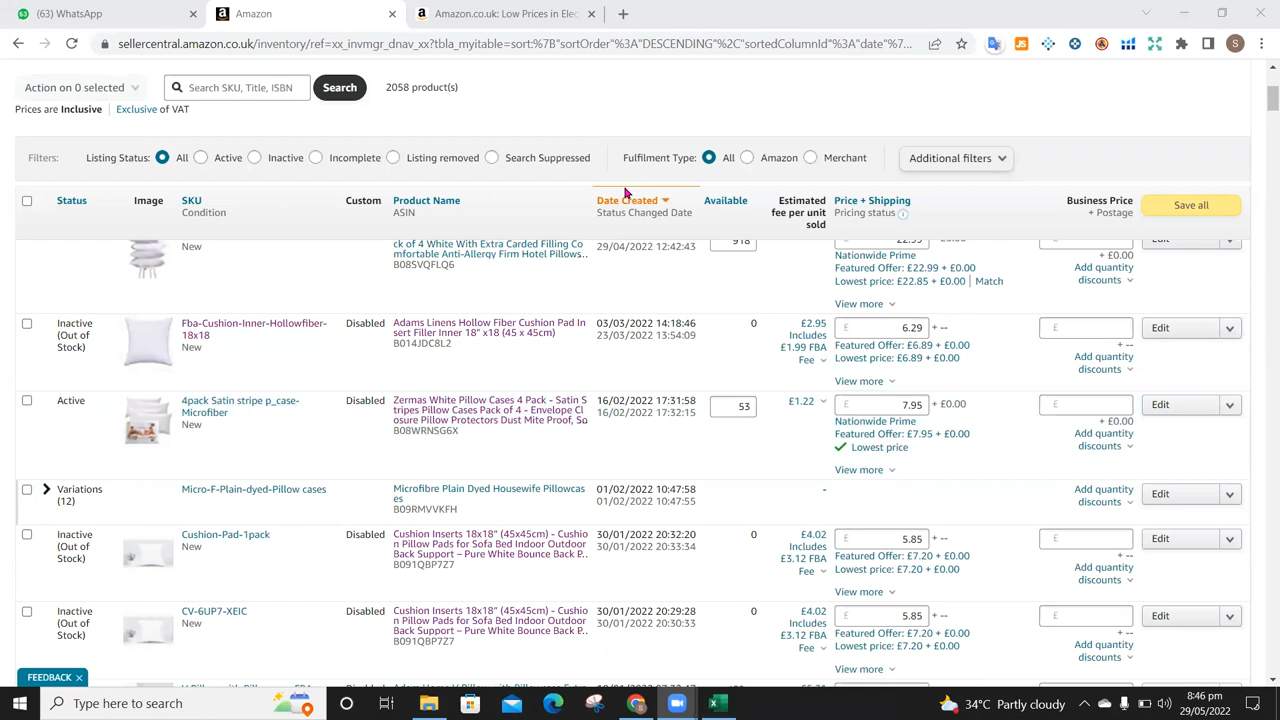 63 (63) WhatsApp
Amazon
Amazon.co.uk: Low Prices in Elec
sellercentral.amazon.co.uk/inventory/ref=xx_invmgr_dnav_xx?tbla_myitable=sort:%7B"sortOrder"%3A"DESCENDING"%2C"sortedColumnId"%3A"date"%7...
Action on 0 selected
Search SKU, Title, ISBN
Search
2058 product(s)
Prices are Inclusive | Exclusive of VAT
Filters: Listing Status: All Active Inactive Incomplete Listing removed Search Suppressed Fulfilment Type: All Amazon Merchant Additional filters
Status Image SKU Condition Custom Product Name ASIN Date Created Status Changed Date Available Estimated fee per unit sold Price + Shipping Pricing status Business Price + Postage Save all
New
ck of 4 White With Extra Carded Filling Co
mfortable Anti-Allergy Firm Hotel Pillows...
B08SVQFLQ6
29/04/2022 12:42:43
918
22.99
+ £0.00
Nationwide Prime
Featured Offer: £22.99 + £0.00
Lowest price: £22.85 + £0.00 | Match
View more
+ £0.00
Add quantity
discounts
Edit
Inactive
(Out of
Stock)
Fba-Cushion-Inner-Hollowfiber-
18x18
New
Disabled
Adams Linens Hollow Fiber Cushion Pad In
sert Filler Inner 18" x18 (45 x 45cm)
B014JDC8L2
03/03/2022 14:18:46
23/03/2022 13:54:09
0
£2.95
Includes
£1.99 FBA
Fee
£ 6.29 + --
Featured Offer: £6.89 + £0.00
Lowest price: £6.89 + £0.00
View more
£
+ --
Add quantity
discounts
Edit
Active
4pack Satin stripe p_case-
Microfiber
New
Disabled
Zermas White Pillow Cases 4 Pack - Satin S
tripes Pillow Cases Pack of 4 - Envelope Cl
osure Pillow Protectors Dust Mite Proof, So
B08WRNSG6X
16/02/2022 17:31:58
16/02/2022 17:32:15
53
£1.22
£ 7.95 + £0.00
Nationwide Prime
Featured Offer: £7.95 + £0.00
Lowest price
View more
£
+ £0.00
Add quantity
discounts
Edit
Variations
(12)
Micro-F-Plain-dyed-Pillow cases
Microfibre Plain Dyed Housewife Pillowcas
es
B09RMVVKFH
01/02/2022 10:47:58
01/02/2022 10:47:55
-
Add quantity
discounts
Edit
Inactive
(Out of
Stock)
Cushion-Pad-1pack
New
Disabled
Cushion Inserts 18x18” (45x45cm) - Cushio
n Pillow Pads for Sofa Bed Indoor Outdoor
Back Support – Pure White Bounce Back P..
B091QBP7Z7
30/01/2022 20:32:20
30/01/2022 20:33:34
0
£4.02
Includes
£3.12 FBA
Fee
£ 5.85 + --
Featured Offer: £7.20 + £0.00
Lowest price: £7.20 + £0.00
View more
£
+ --
Add quantity
discounts
Edit
Inactive
(Out of
Stock)
CV-6UP7-XEIC
New
Disabled
Cushion Inserts 18x18” (45x45cm) - Cushio
n Pillow Pads for Sofa Bed Indoor Outdoor
Back Support – Pure White Bounce Back P..
B091QBP7Z7
30/01/2022 20:29:28
30/01/2022 20:30:33
0
£4.02
Includes
£3.12 FBA
Fee
£ 5.85 + --
Featured Offer: £7.20 + £0.00
Lowest price: £7.20 + £0.00
View more
£
+ --
Add quantity
discounts
Edit
FEEDBACK
Type here to search
34°C Partly cloudy
8:46 pm
29/05/2022